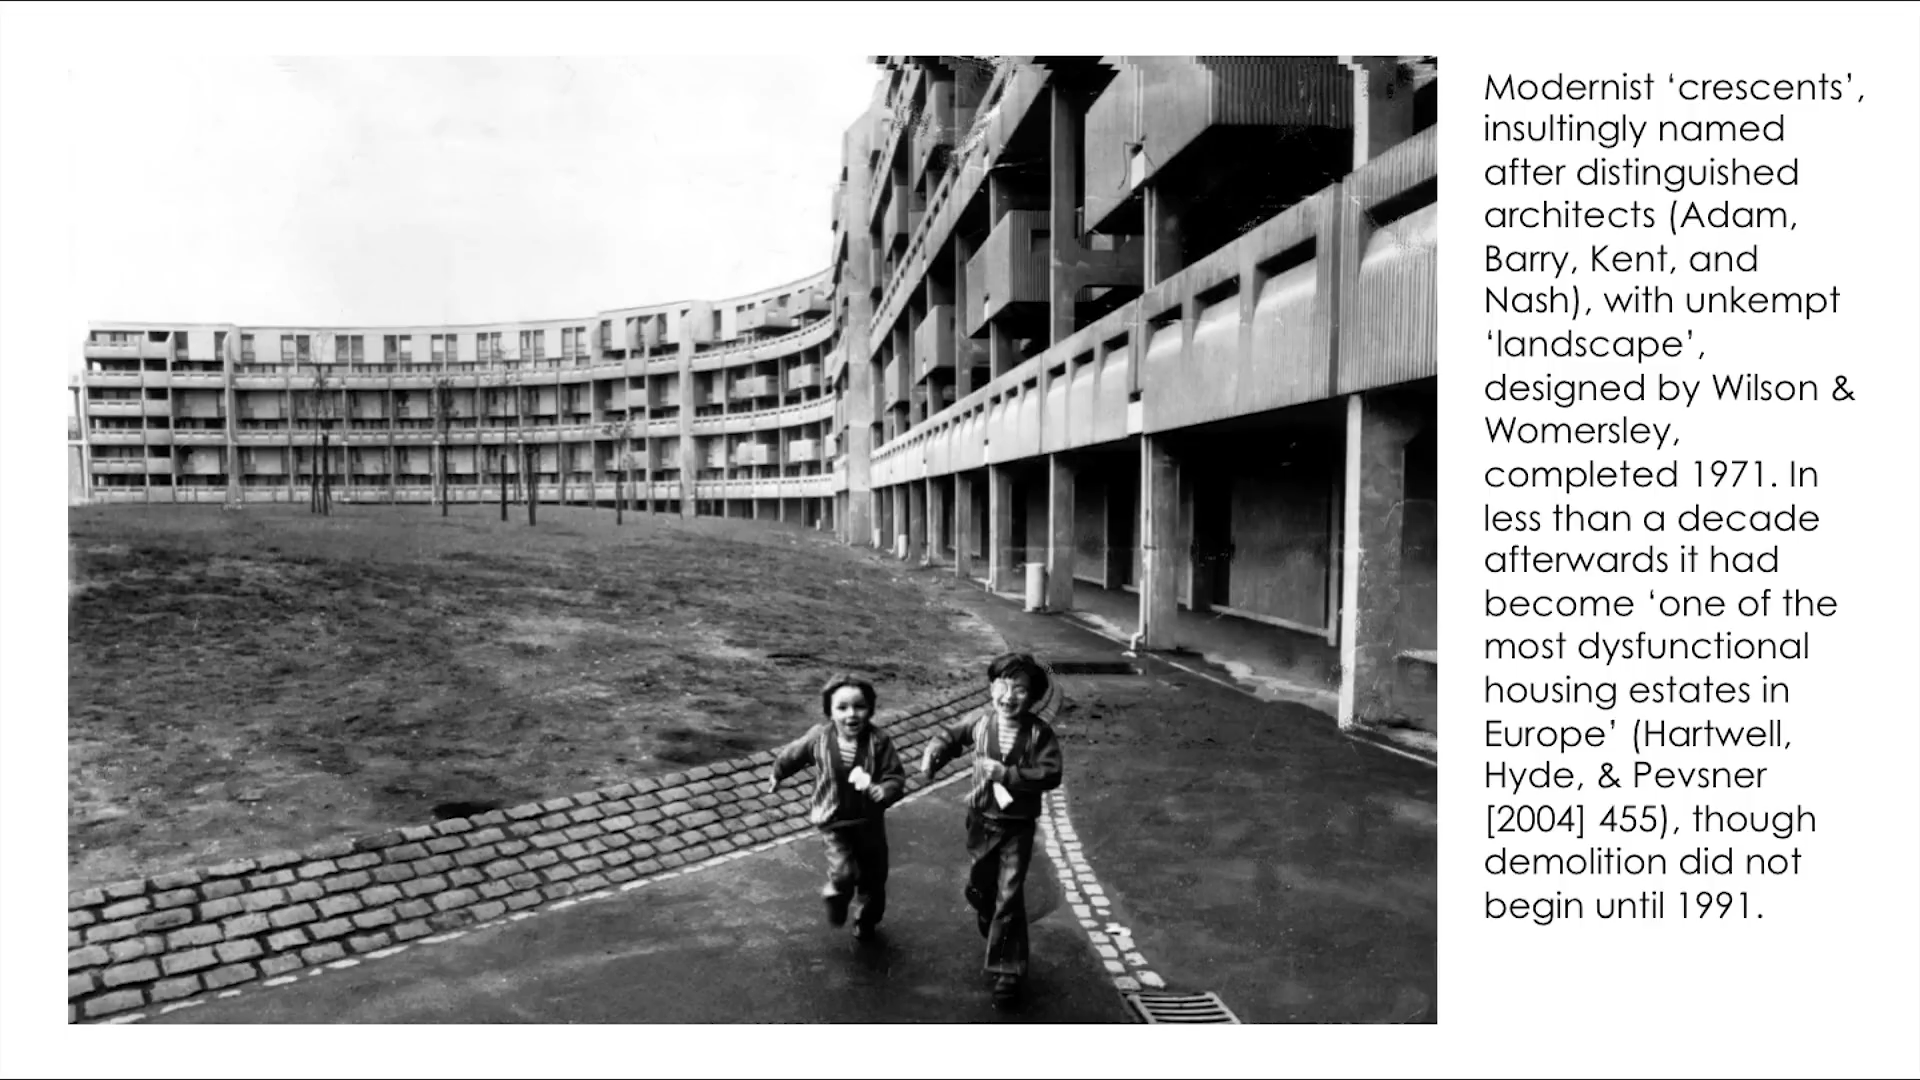 Modernist ‘crescents’,
insultingly named
after distinguished
architects (Adam,
Barry, Kent, and
Nash), with unkempt
‘landscape’,
designed by Wilson &
Womersley,
completed 1971. In
less than a decade
afterwards it had
become ‘one of the
most dysfunctional
housing estates in
Europe’ (Hartwell,
Hyde, & Pevsner
[2004] 455), though
demolition did not
begin until 1991.